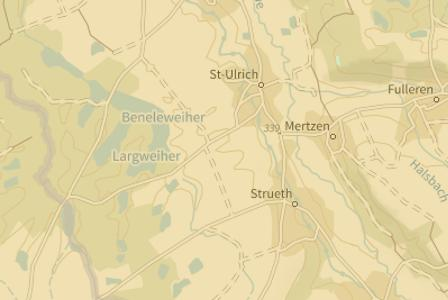 St-Ulrich
Fulleren
Beneleweiher
339
Mertzen
Largweiher
Halsbach
Strueth